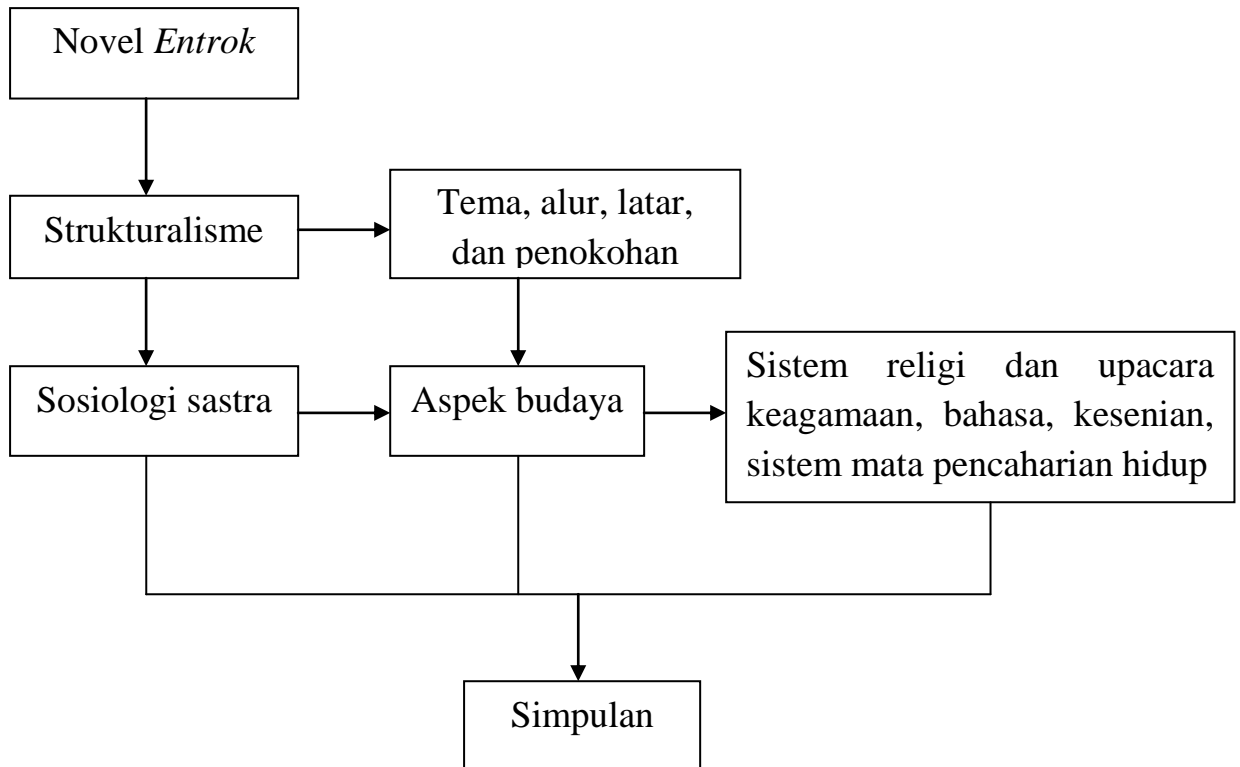 Novel Entrok
Strukturalisme
Tema, alur, latar,
dan penokohan
Sosiologi sastra
Aspek budaya
Sistem religi dan upacara
keagamaan, bahasa, kesenian,
sistem mata pencaharian hidup
Simpulan